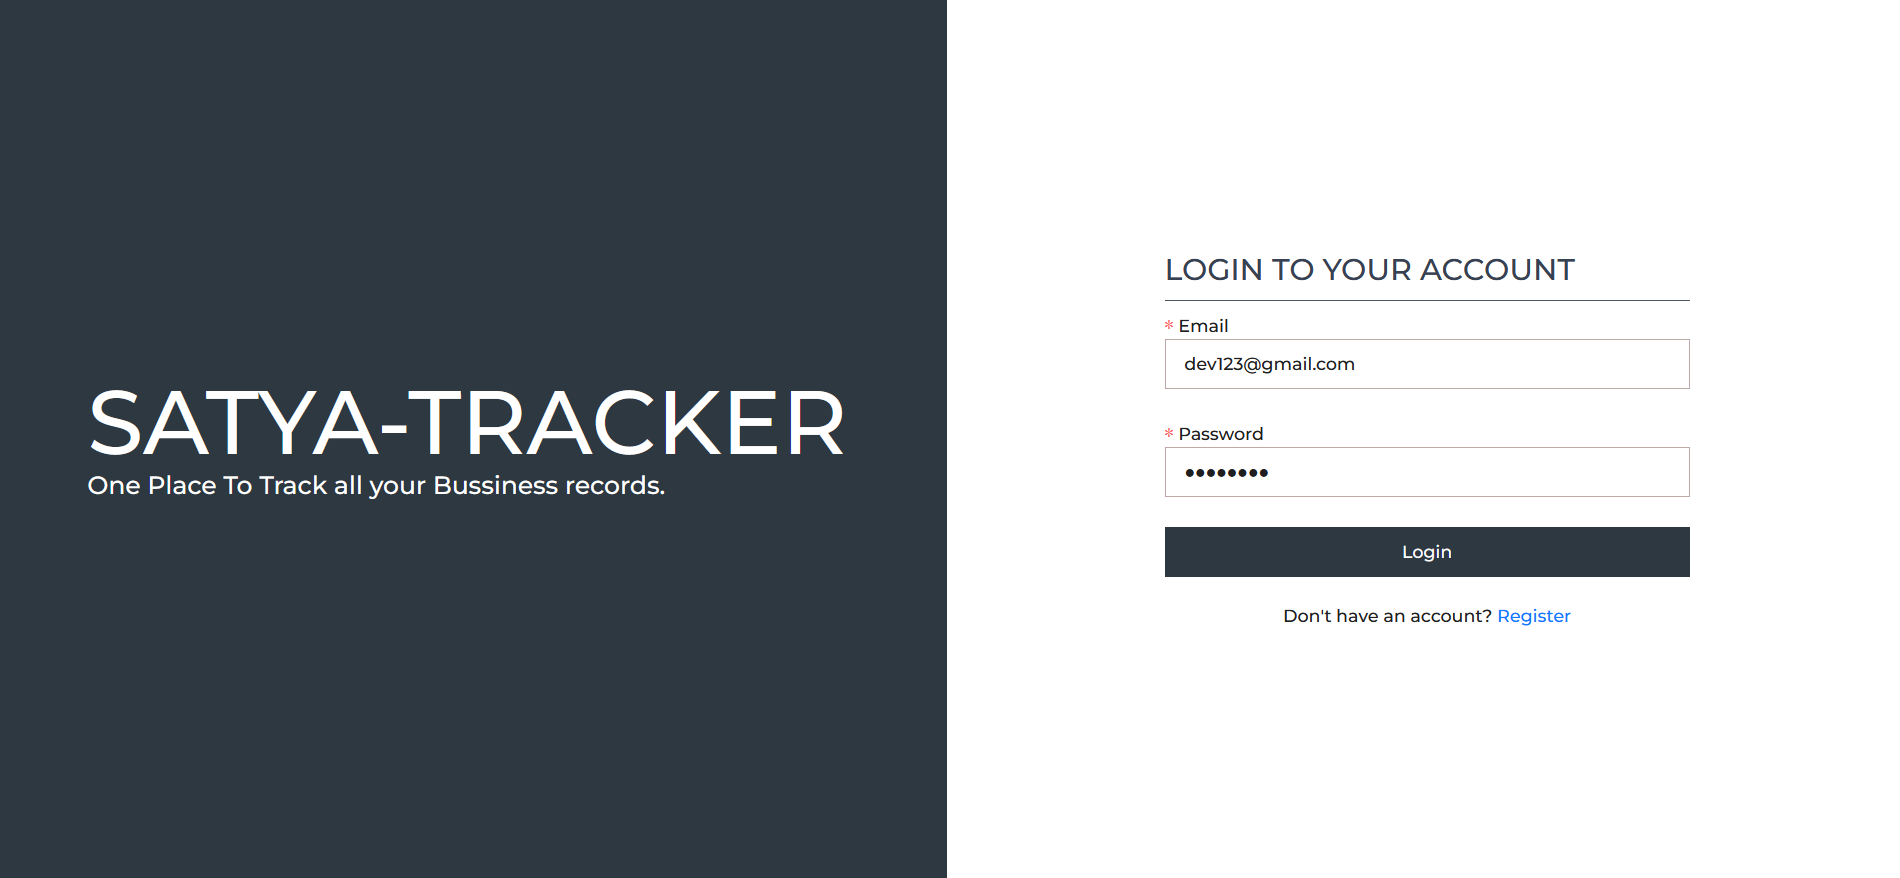 SATYA-TRACKER
One Place To Track all your Bussiness records.
LOGIN TO YOUR ACCOUNT
* Email
dev123@gmail.com
* Password
••••••••
Login
Don't have an account? Register